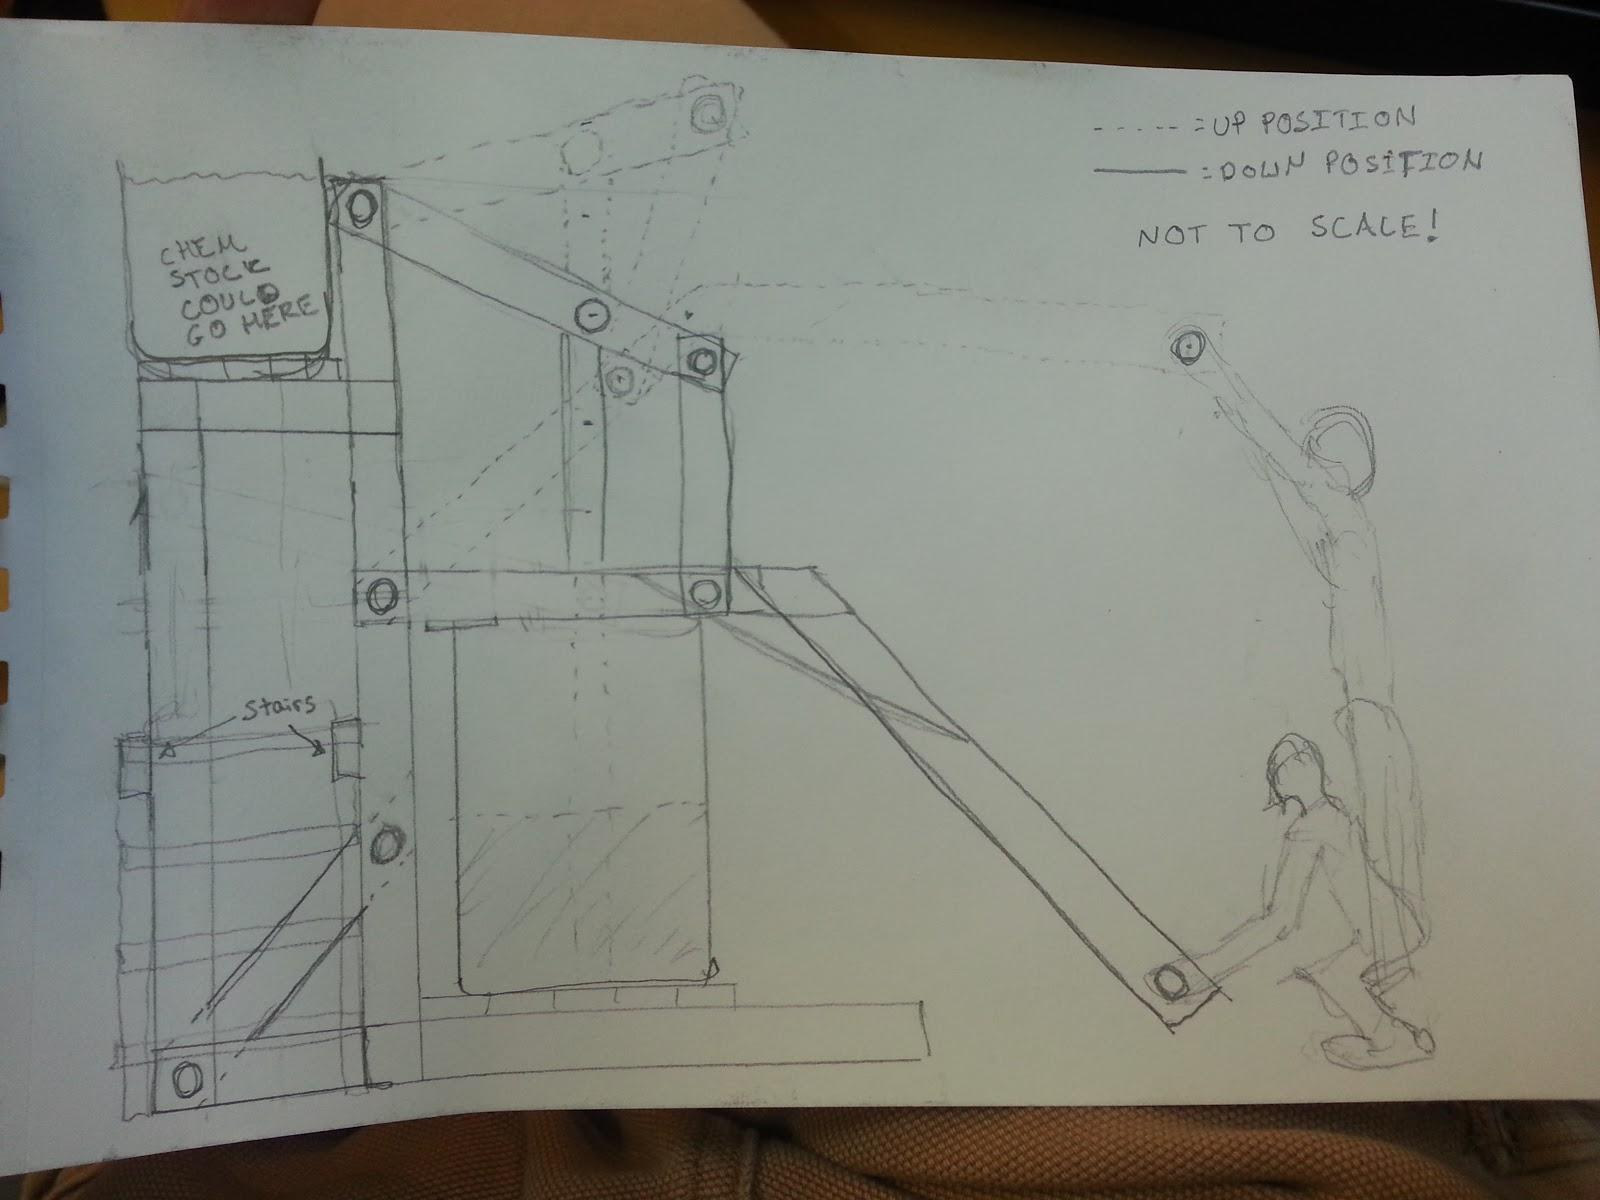 - - - - - = UP POSITION
—— = DOWN POSITION
NOT TO SCALE!
CHEM
STOCK
COULD
GO HERE
Stairs